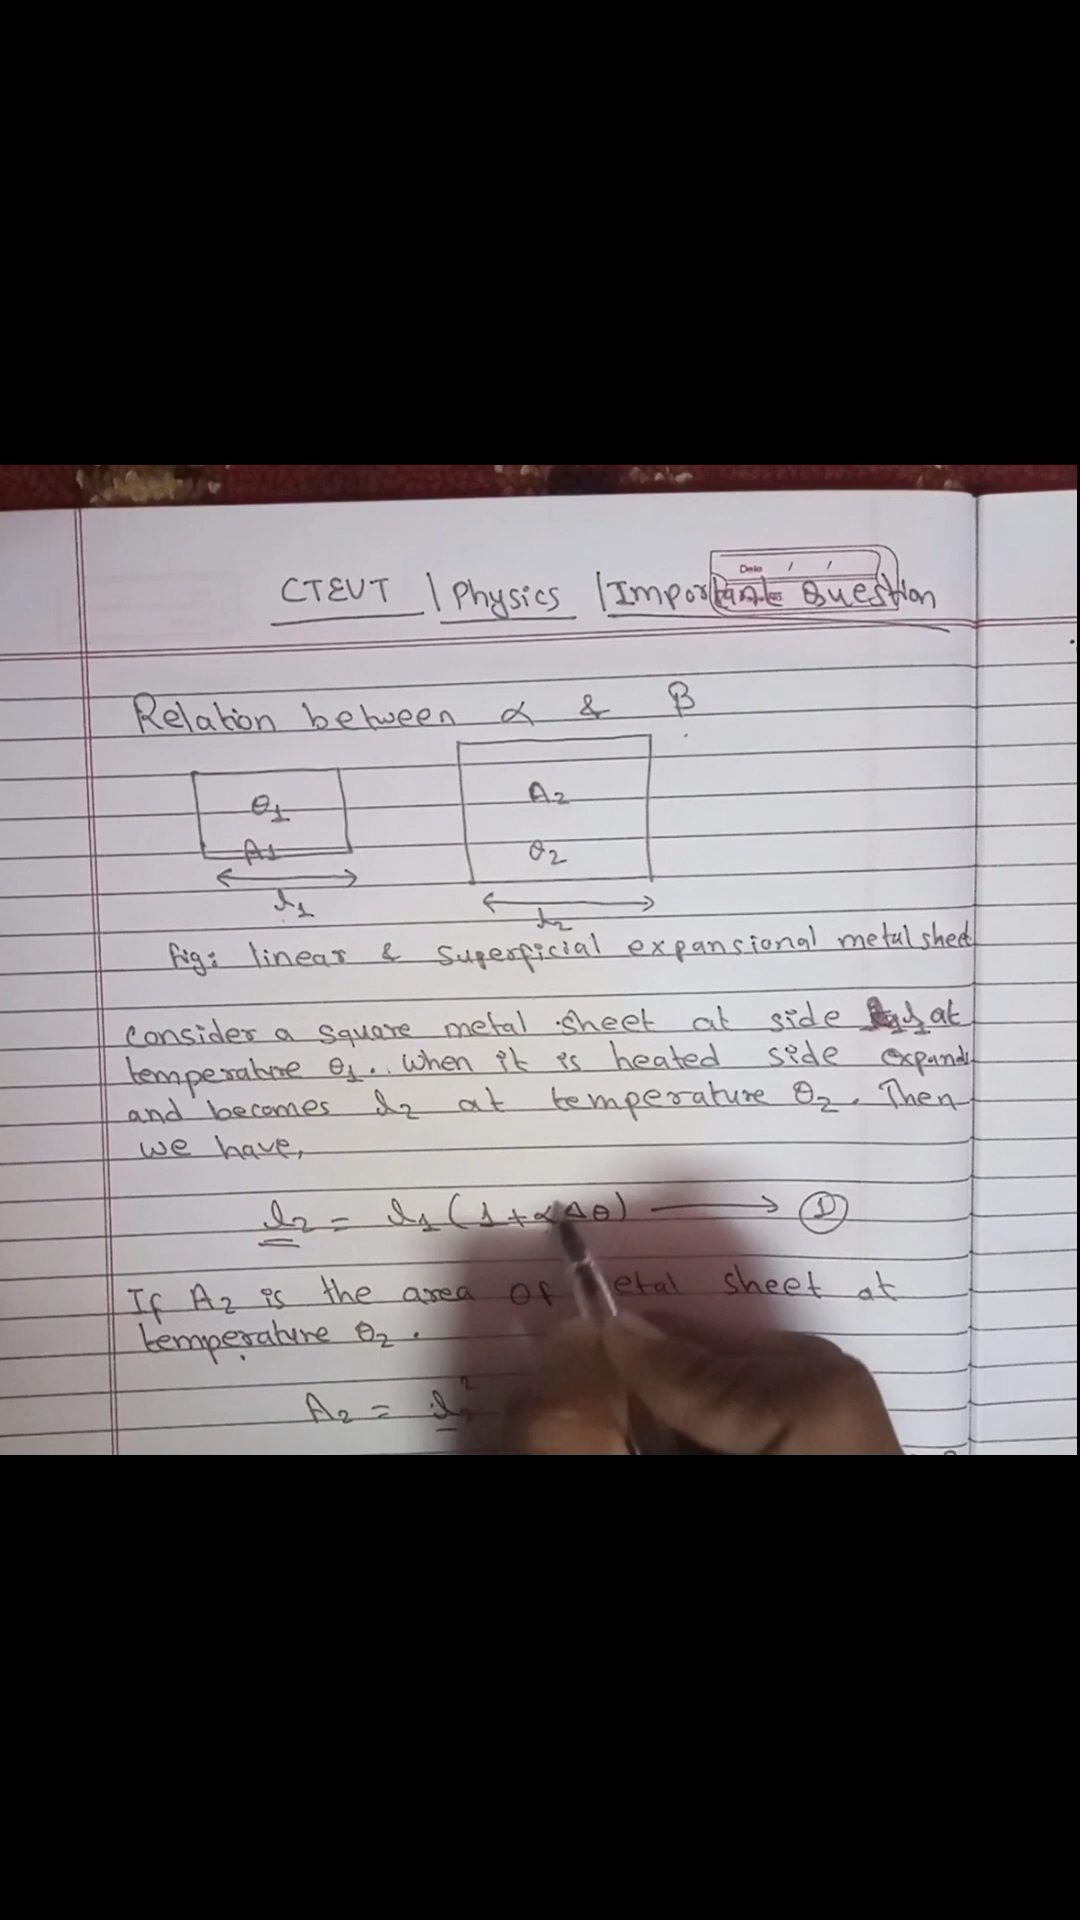 Date / /
CTEVT | Physics | Important Question
Relation between α & β
θ1
A1
l1
A2
θ2
l2
fig: linear & superficial expansional metal sheet
Consider a square metal sheet at side l1 at
temperature θ1. When it is heated side expand
and becomes l2 at temperature θ2. Then
we have,
l2 = l1 (1+αΔθ) → ①
If A2 is the area of etal sheet at
temperature θ2.
A2 = l2²